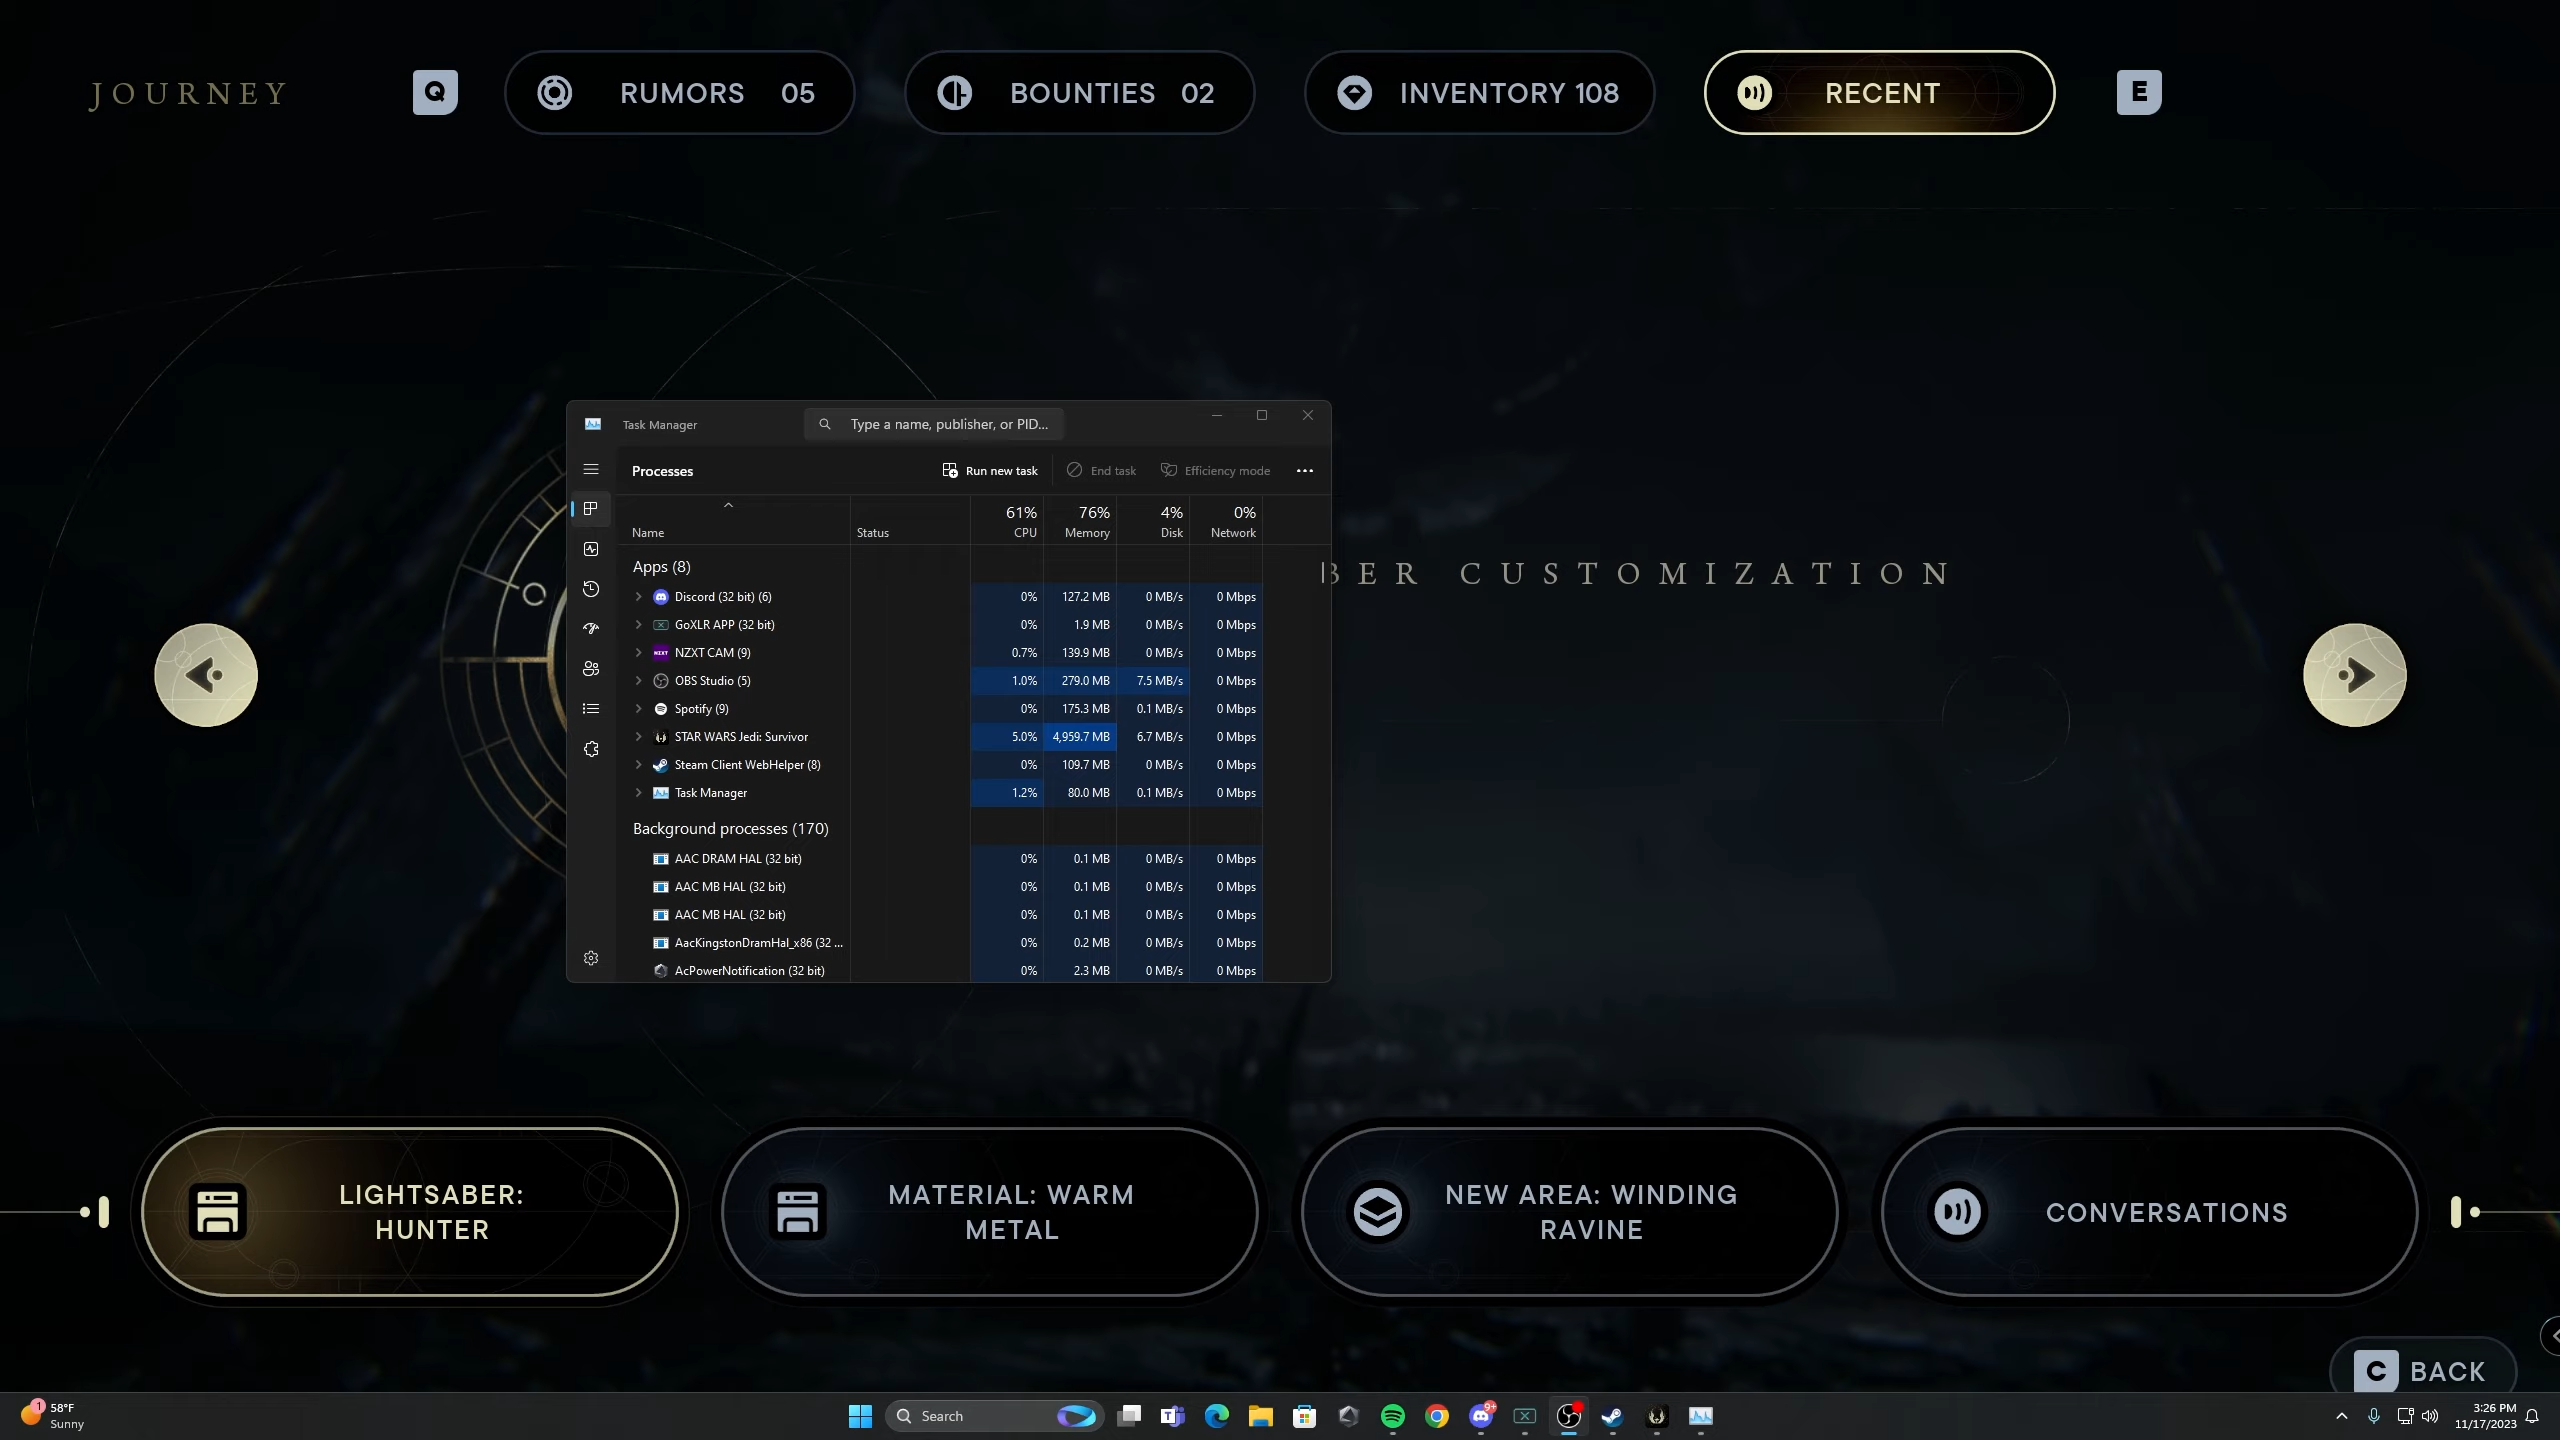 JOURNEY
Q
RUMORS 05
BOUNTIES 02
INVENTORY 108
RECENT
E
Task Manager
Type a name, publisher, or PID...
Processes
Run new task
End task
Efficiency mode
61% 76% 4% 0%
Name Status CPU Memory Disk Network
Apps (8)
Discord (32 bit) (6) 0% 127.2 MB 0 MB/s 0 Mbps
GoXLR APP (32 bit) 0% 1.9 MB 0 MB/s 0 Mbps
NZXT CAM (9) 0.7% 139.9 MB 0 MB/s 0 Mbps
OBS Studio (5) 1.0% 279.0 MB 7.5 MB/s 0 Mbps
Spotify (9) 0% 175.3 MB 0.1 MB/s 0 Mbps
STAR WARS Jedi: Survivor 5.0% 4,959.7 MB 6.7 MB/s 0 Mbps
Steam Client WebHelper (8) 0% 109.7 MB 0 MB/s 0 Mbps
Task Manager 1.2% 80.0 MB 0.1 MB/s 0 Mbps
Background processes (170)
AAC DRAM HAL (32 bit) 0% 0.1 MB 0 MB/s 0 Mbps
AAC MB HAL (32 bit) 0% 0.1 MB 0 MB/s 0 Mbps
AAC MB HAL (32 bit) 0% 0.1 MB 0 MB/s 0 Mbps
AacKingstonDramHal_x86 (32 ... 0% 0.2 MB 0 MB/s 0 Mbps
AcPowerNotification (32 bit) 0% 2.3 MB 0 MB/s 0 Mbps
BER CUSTOMIZATION
LIGHTSABER:
HUNTER
MATERIAL: WARM
METAL
NEW AREA: WINDING
RAVINE
CONVERSATIONS
C BACK
1
58°F
Sunny
Search
9+
3:26 PM
11/17/2023